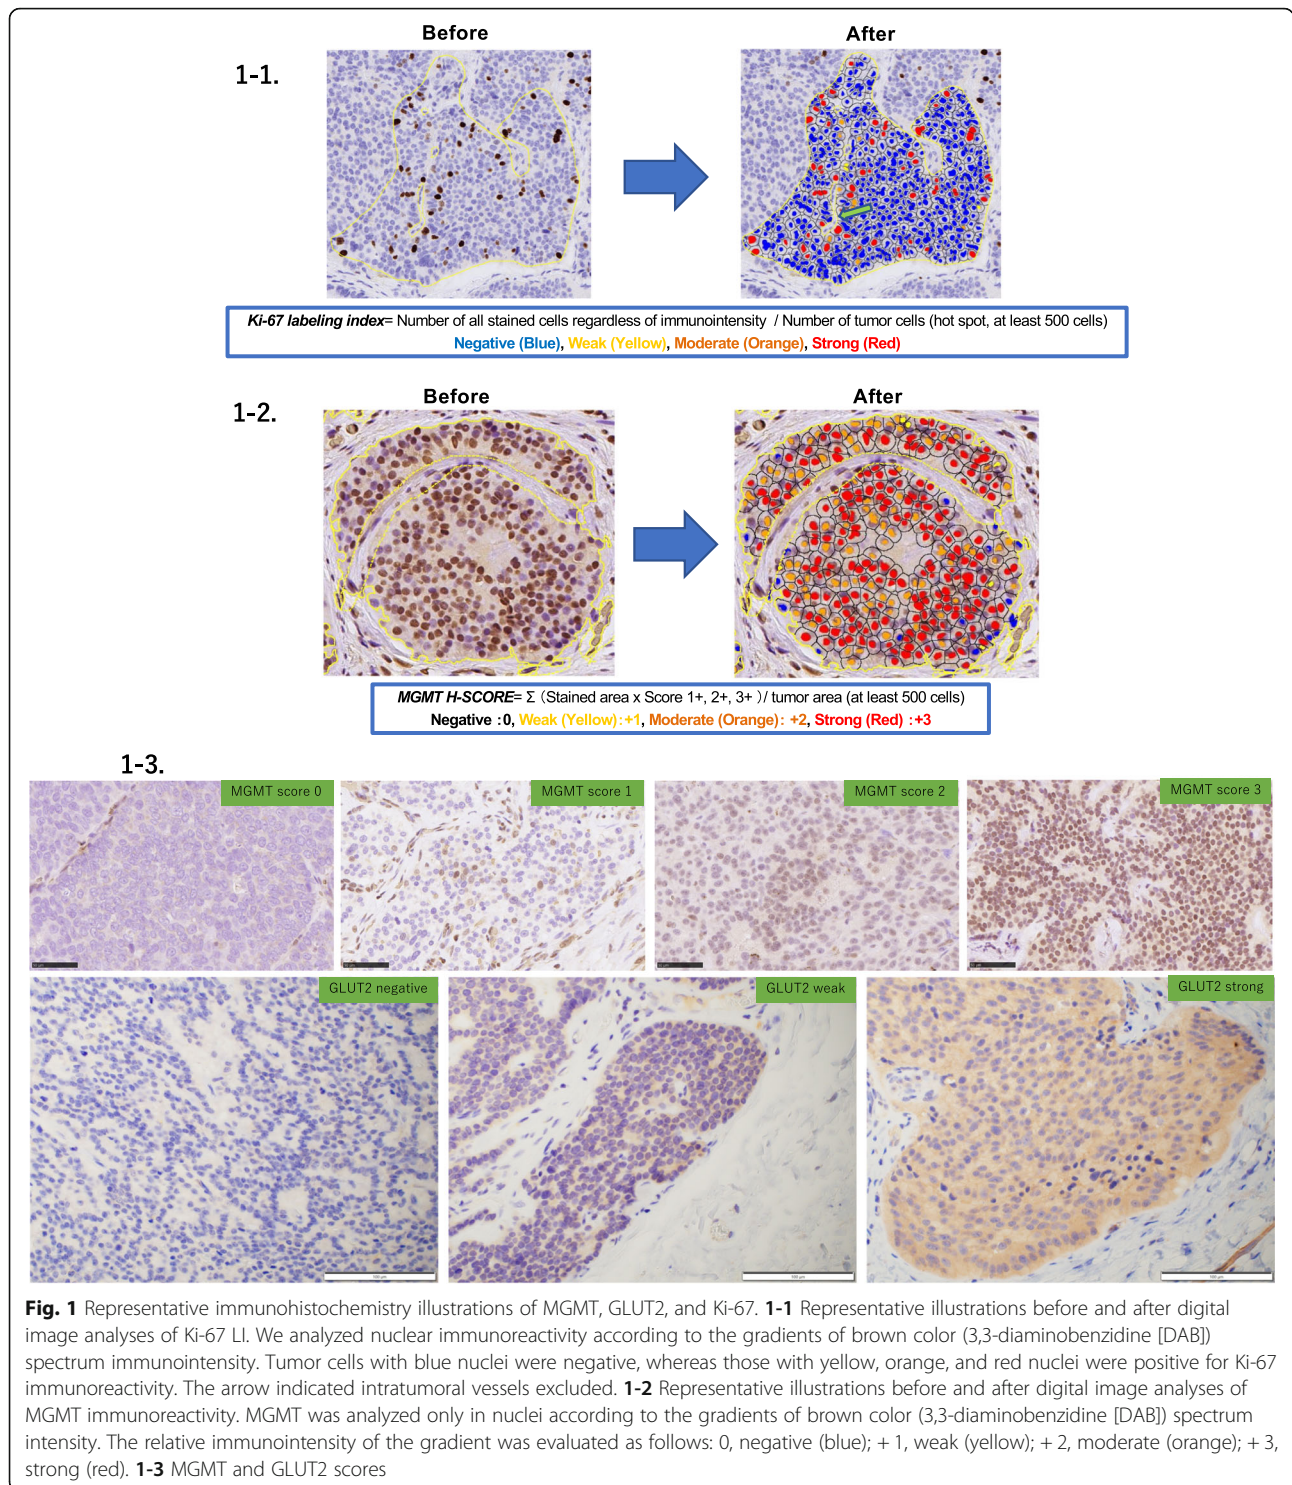 Before After
1-1.
Ki-67 labeling index= Number of all stained cells regardless of immunointensity / Number of tumor cells (hot spot, at least 500 cells)
Negative (Blue), Weak (Yellow), Moderate (Orange), Strong (Red)
Before After
1-2.
MGMT H-SCORE= Σ (Stained area x Score 1+, 2+, 3+ )/ tumor area (at least 500 cells)
Negative :0, Weak (Yellow):+1, Moderate (Orange): +2, Strong (Red) :+3
1-3.
MGMT score 0 MGMT score 1 MGMT score 2 MGMT score 3
GLUT2 negative GLUT2 weak GLUT2 strong
100 μm 100 μm 100 μm
Fig. 1 Representative immunohistochemistry illustrations of MGMT, GLUT2, and Ki-67. 1-1 Representative illustrations before and after digital
image analyses of Ki-67 LI. We analyzed nuclear immunoreactivity according to the gradients of brown color (3,3-diaminobenzidine [DAB])
spectrum immunointensity. Tumor cells with blue nuclei were negative, whereas those with yellow, orange, and red nuclei were positive for Ki-67
immunoreactivity. The arrow indicated intratumoral vessels excluded. 1-2 Representative illustrations before and after digital image analyses of
MGMT immunoreactivity. MGMT was analyzed only in nuclei according to the gradients of brown color (3,3-diaminobenzidine [DAB]) spectrum
intensity. The relative immunointensity of the gradient was evaluated as follows: 0, negative (blue); + 1, weak (yellow); + 2, moderate (orange); + 3,
strong (red). 1-3 MGMT and GLUT2 scores